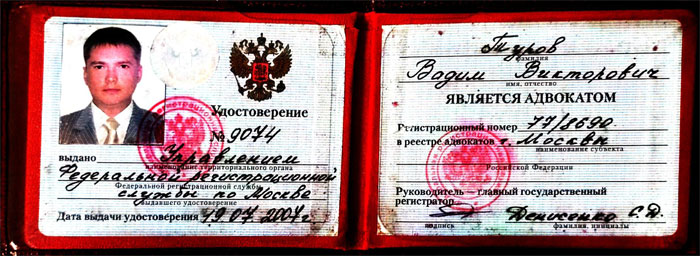 Удостоверение
№ 9074
выдано Управлением
наименование территориального органа
Федеральной регистрационной
Федеральной регистрационной службы
службы по Москве
выдавшего удостоверение
Дата выдачи удостоверения 19.07.2007г.
Туров
фамилия
Вадим Викторович
имя, отчество
ЯВЛЯЕТСЯ АДВОКАТОМ
Регистрационный номер 77/8690
в реестре адвокатов г. Москвы
наименование субъекта
Российской Федерации
Руководитель – главный государственный
регистратор Денисенко С.Д.
подпись фамилия, инициалы